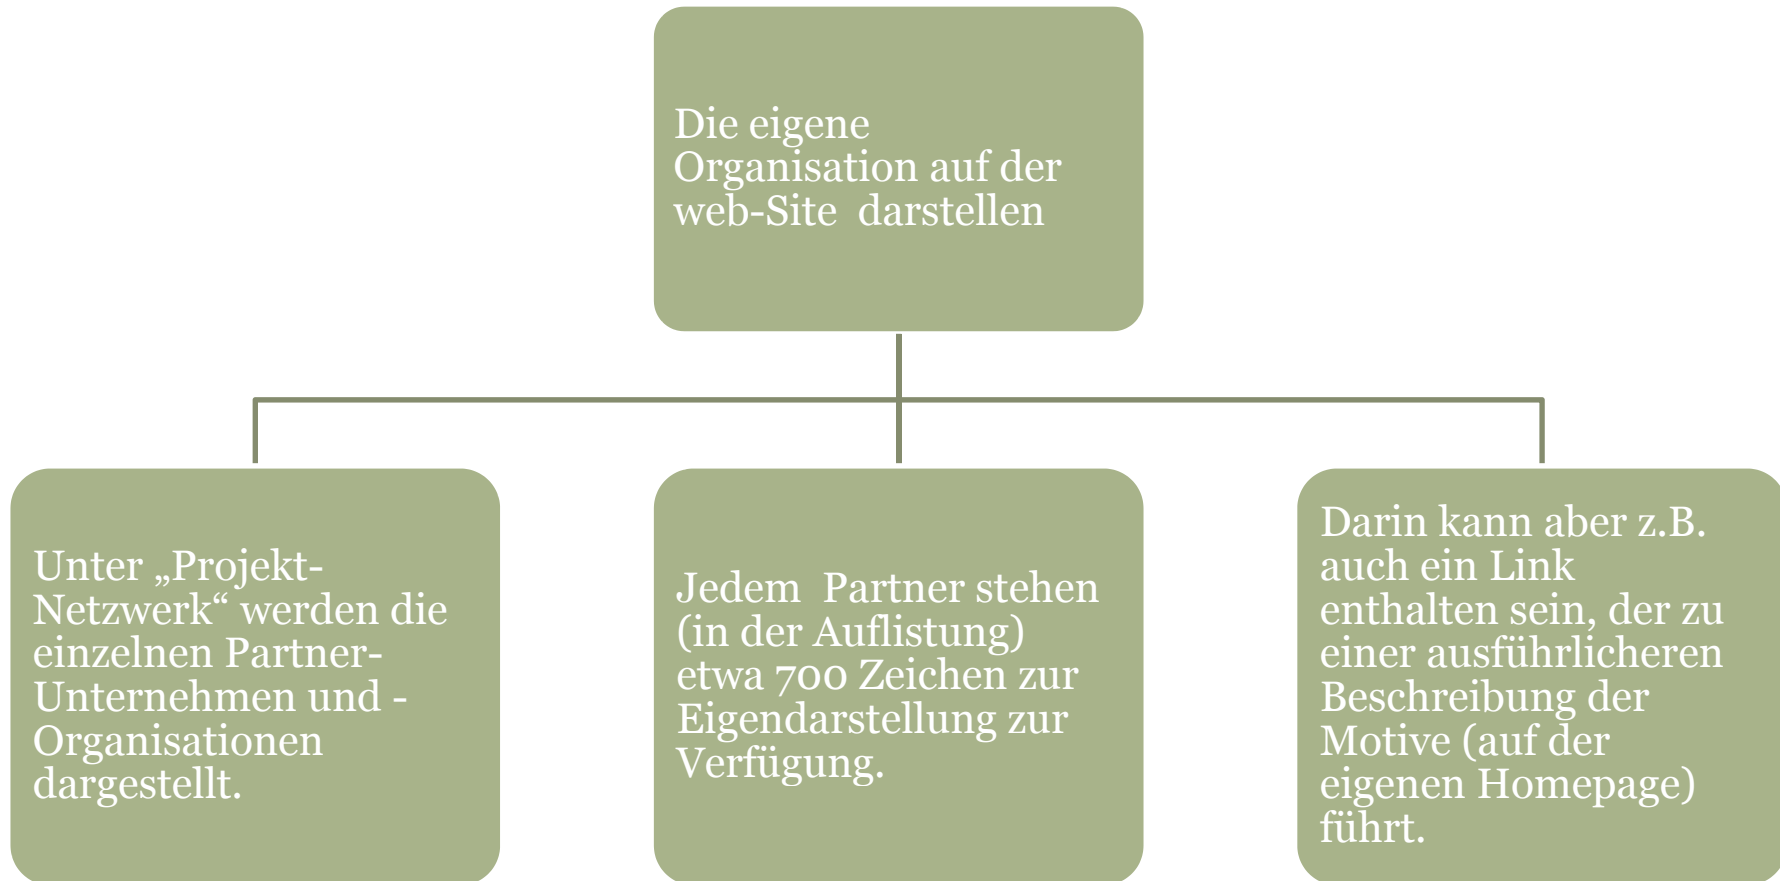 Die eigene
Organisation auf der
web-Site  darstellen
Unter „Projekt-
Netzwerk“ werden die
einzelnen Partner-
Unternehmen und -
Organisationen
dargestellt.
Jedem  Partner stehen
(in der Auflistung)
etwa 700 Zeichen zur
Eigendarstellung zur
Verfügung.
Darin kann aber z.B.
auch ein Link
enthalten sein, der zu
einer ausführlicheren
Beschreibung der
Motive (auf der
eigenen Homepage)
führt.